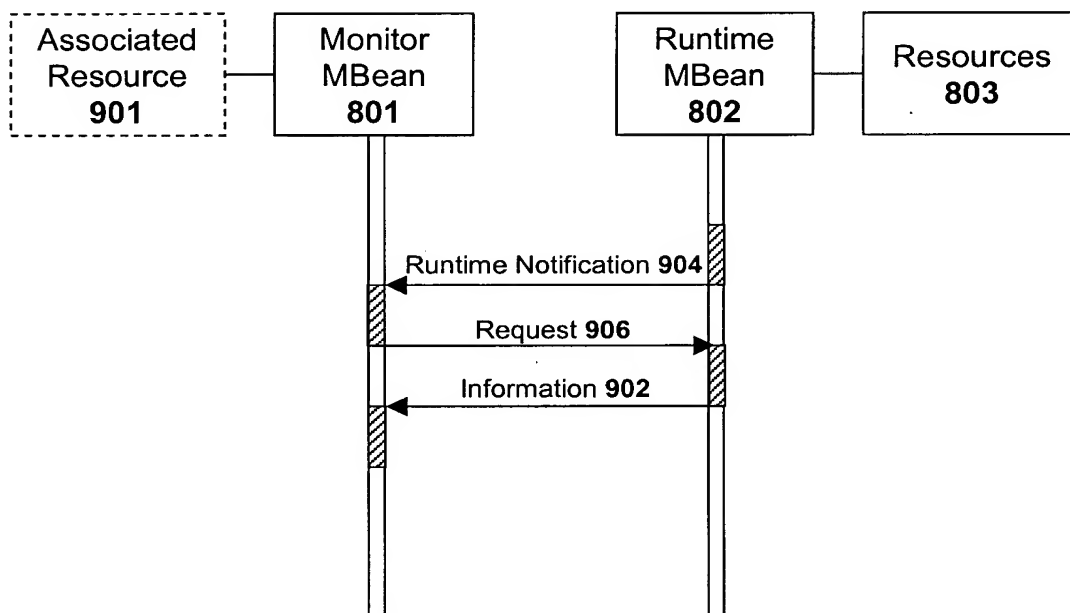 Associated
Resource
901
Monitor
MBean
801
Runtime
MBean
802
Resources
803
Runtime Notification 904
Request 906
Information 902